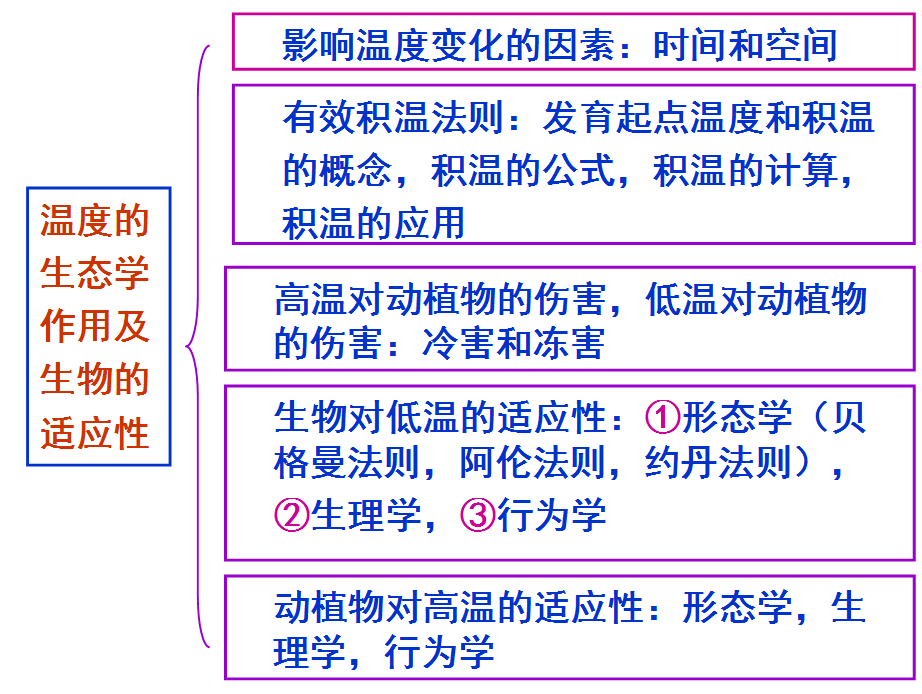 温度的
生态学
作用及
生物的
适应性
影响温度变化的因素：时间和空间
有效积温法则：发育起点温度和积温
的概念，积温的公式，积温的计算，
积温的应用
高温对动植物的伤害，低温对动植物
的伤害：冷害和冻害
生物对低温的适应性：①形态学（贝
格曼法则，阿伦法则，约丹法则），
②生理学，③行为学
动植物对高温的适应性：形态学，生
理学，行为学